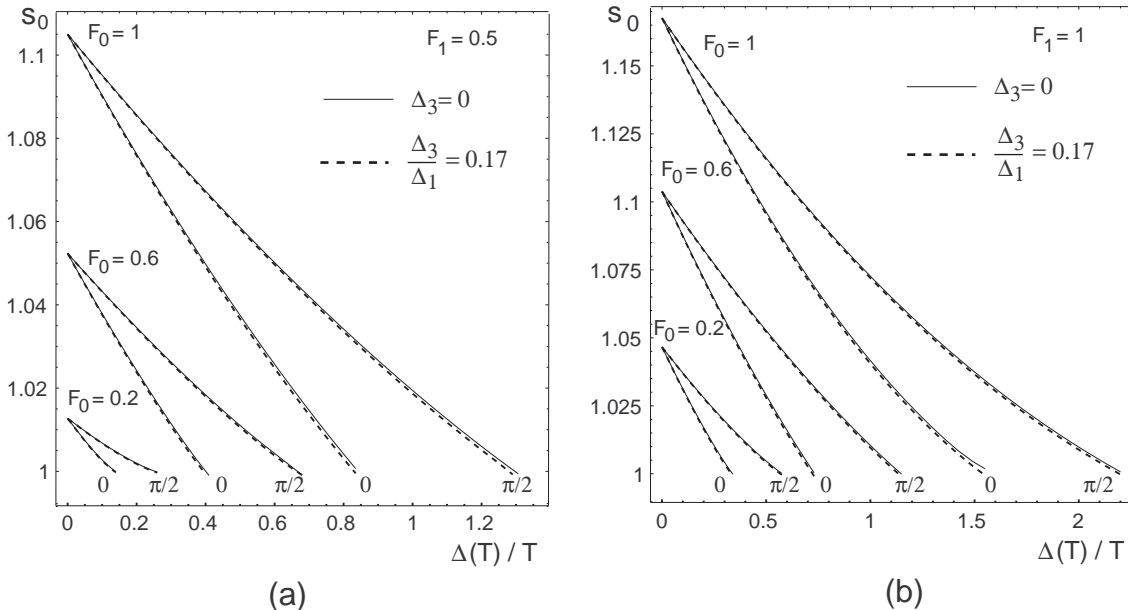 s0
F0 = 1
F1 = 0.5
1.1
Δ3 = 0
1.08
Δ3/Δ1 = 0.17
1.06
F0 = 0.6
1.04
1.02
F0 = 0.2
1
0
π/2
0
π/2
0
π/2
0
0.2
0.4
0.6
0.8
1
1.2
Δ(T) / T
(a)
s0
F0 = 1
F1 = 1
1.15
Δ3 = 0
1.125
Δ3/Δ1 = 0.17
F0 = 0.6
1.1
1.075
F0 = 0.2
1.05
1.025
1
0
π/2
0
π/2
0
π/2
0
0.5
1
1.5
2
Δ(T) / T
(b)